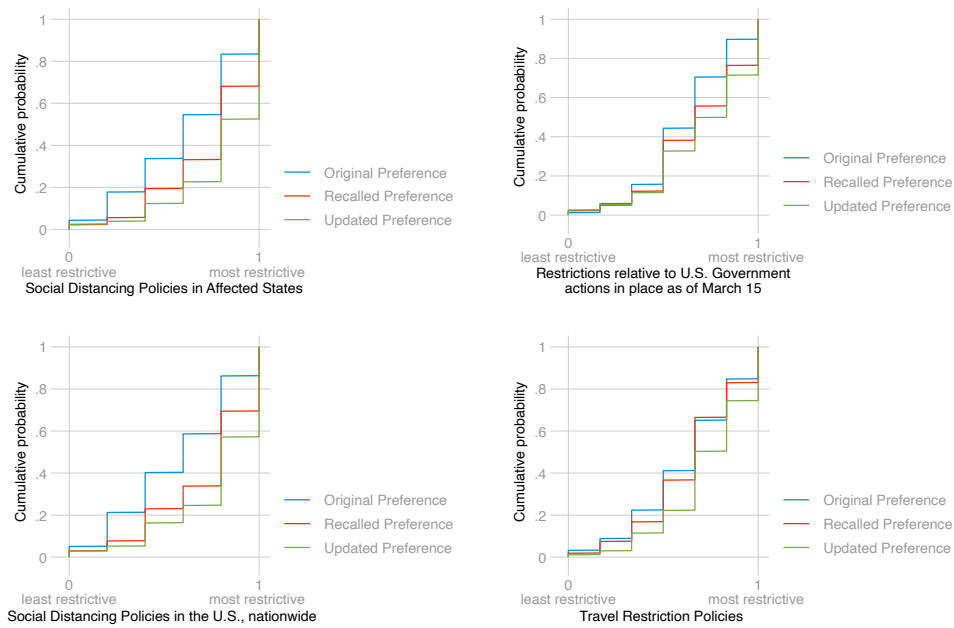 1
.8
.6
.4
.2
0
Cumulative probability
0 1
least restrictive most restrictive
Social Distancing Policies in Affected States
Original Preference
Recalled Preference
Updated Preference
1
.8
.6
.4
.2
0
Cumulative probability
0 1
least restrictive most restrictive
Restrictions relative to U.S. Government
actions in place as of March 15
Original Preference
Recalled Preference
Updated Preference
1
.8
.6
.4
.2
0
Cumulative probability
0 1
least restrictive most restrictive
Social Distancing Policies in the U.S., nationwide
Original Preference
Recalled Preference
Updated Preference
1
.8
.6
.4
.2
0
Cumulative probability
0 1
least restrictive most restrictive
Travel Restriction Policies
Original Preference
Recalled Preference
Updated Preference